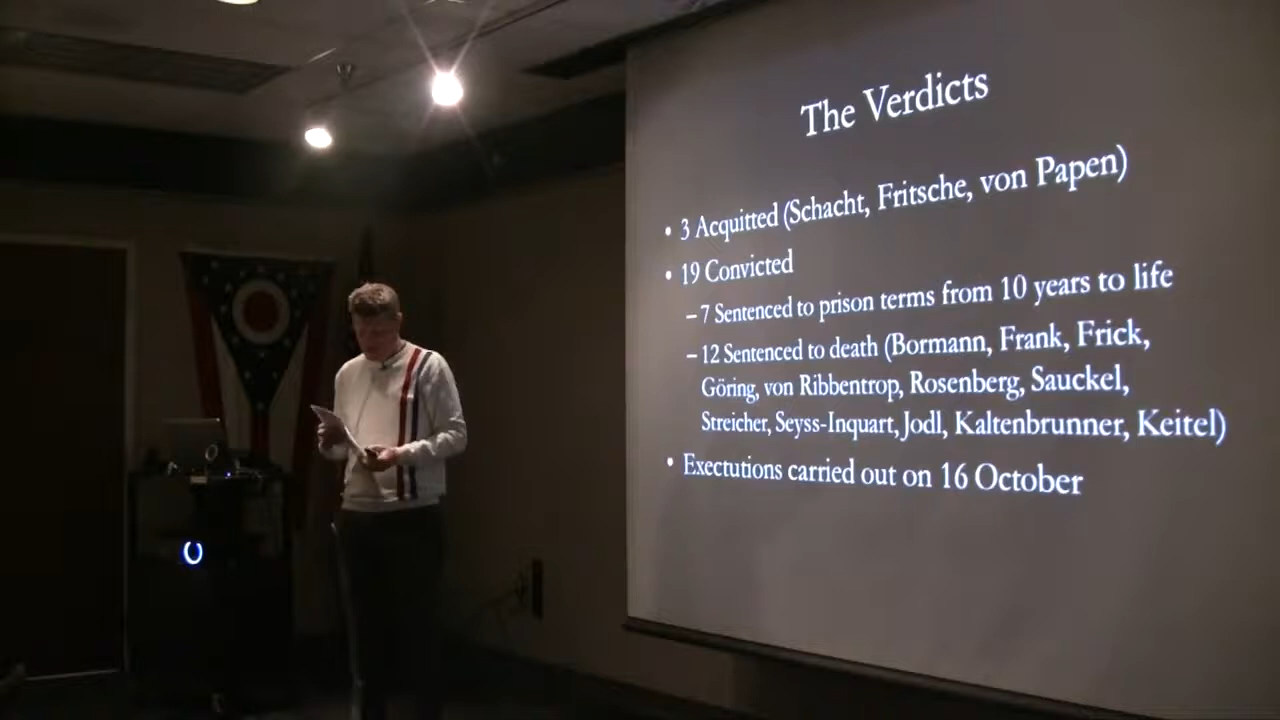 The Verdicts
• 3 Acquitted (Schacht, Fritsche, von Papen)
• 19 Convicted
– 7 Sentenced to prison terms from 10 years to life
– 12 Sentenced to death (Bormann, Frank, Frick,
Göring, von Ribbentrop, Rosenberg, Sauckel,
Streicher, Seyss-Inquart, Jodl, Kaltenbrunner, Keitel)
• Exectutions carried out on 16 October